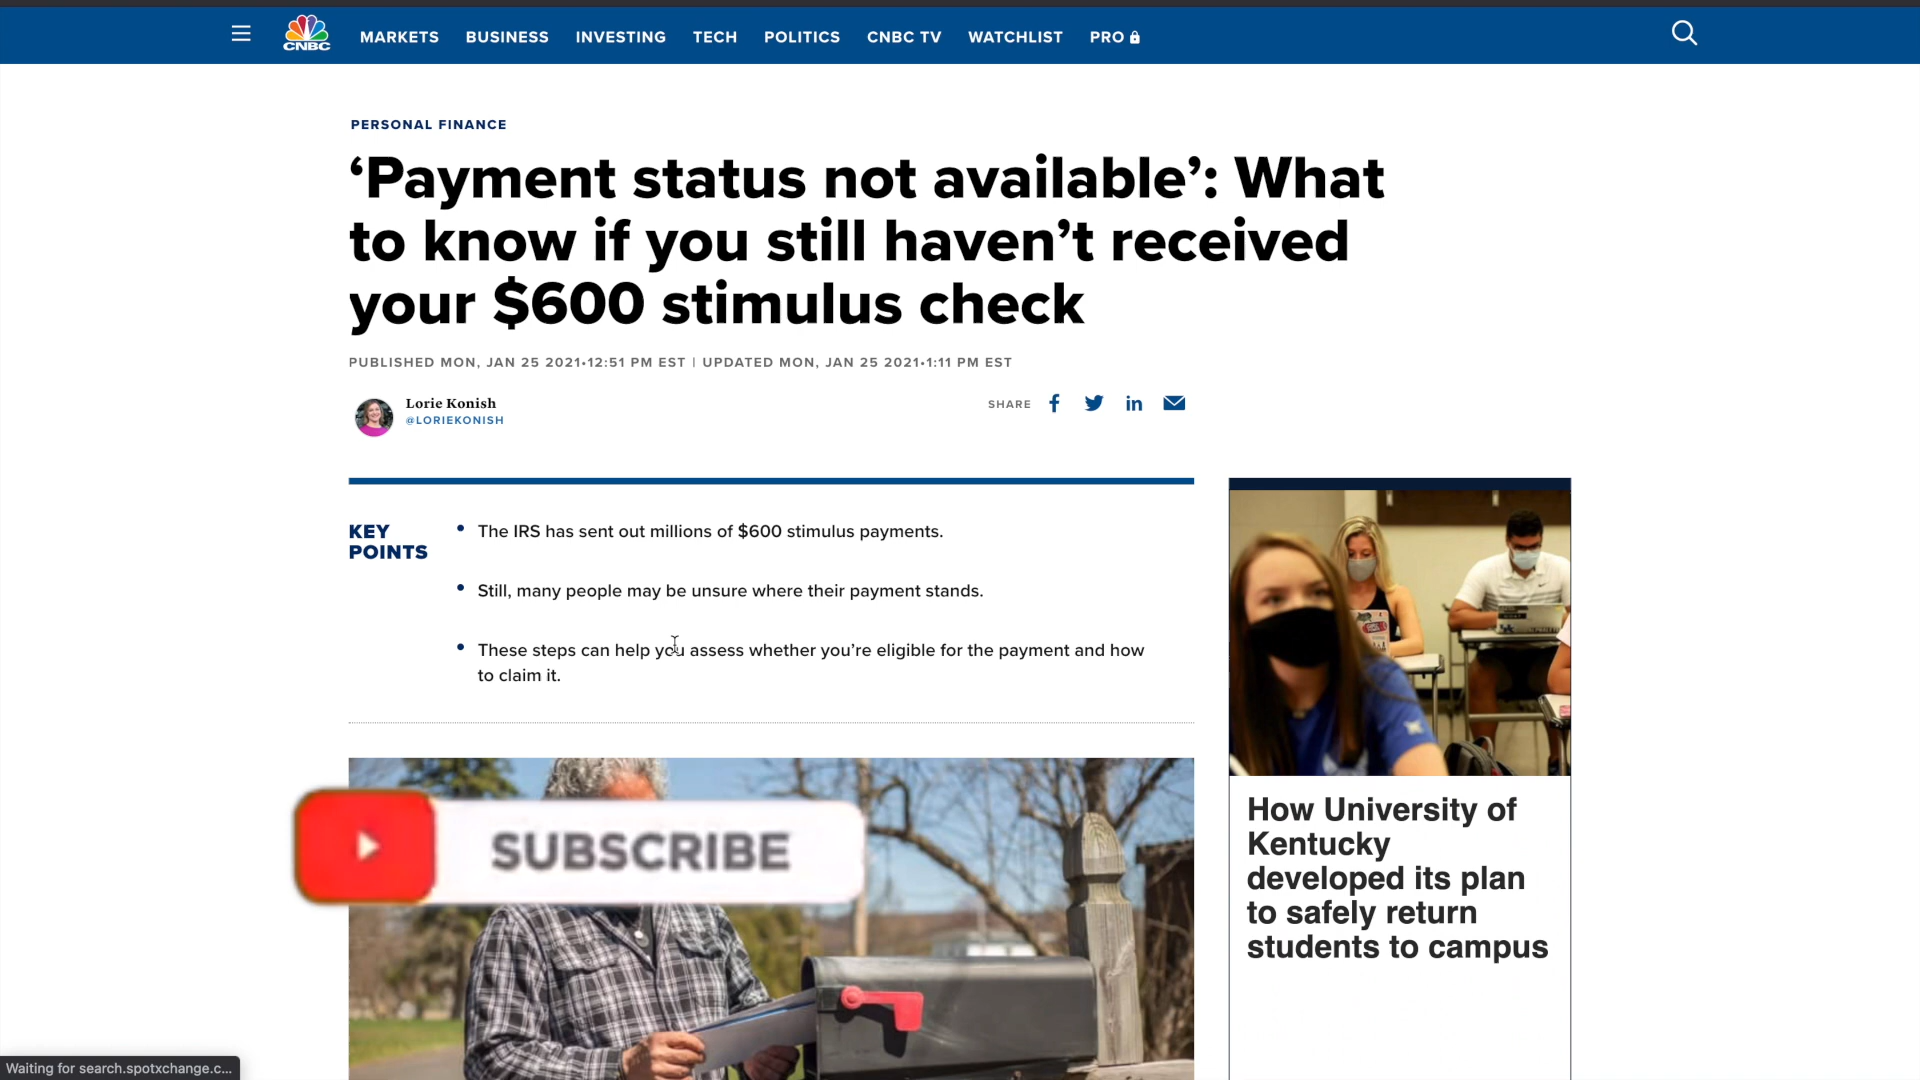 CNBC
MARKETS BUSINESS INVESTING TECH POLITICS CNBC TV WATCHLIST PRO
PERSONAL FINANCE
‘Payment status not available’: What
to know if you still haven’t received
your $600 stimulus check
PUBLISHED MON, JAN 25 2021•12:51 PM EST | UPDATED MON, JAN 25 2021•1:11 PM EST
Lorie Konish
@LORIEKONISH
SHARE
KEY
POINTS
The IRS has sent out millions of $600 stimulus payments.
Still, many people may be unsure where their payment stands.
These steps can help you assess whether you’re eligible for the payment and how
to claim it.
SUBSCRIBE
How University of
Kentucky
developed its plan
to safely return
students to campus
Waiting for search.spotxchange.c...